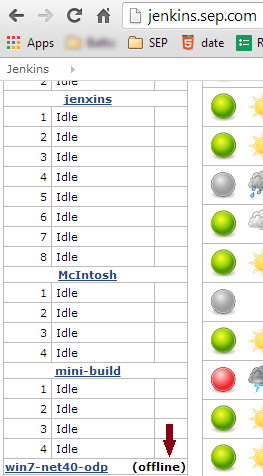 jenkins.sep.com
Apps SEP date R
Jenkins
2 Idle
jenxins
1 Idle
2 Idle
3 Idle
4 Idle
5 Idle
6 Idle
7 Idle
8 Idle
McIntosh
1 Idle
2 Idle
3 Idle
4 Idle
mini-build
1 Idle
2 Idle
3 Idle
4 Idle
win7-net40-odp (offline)